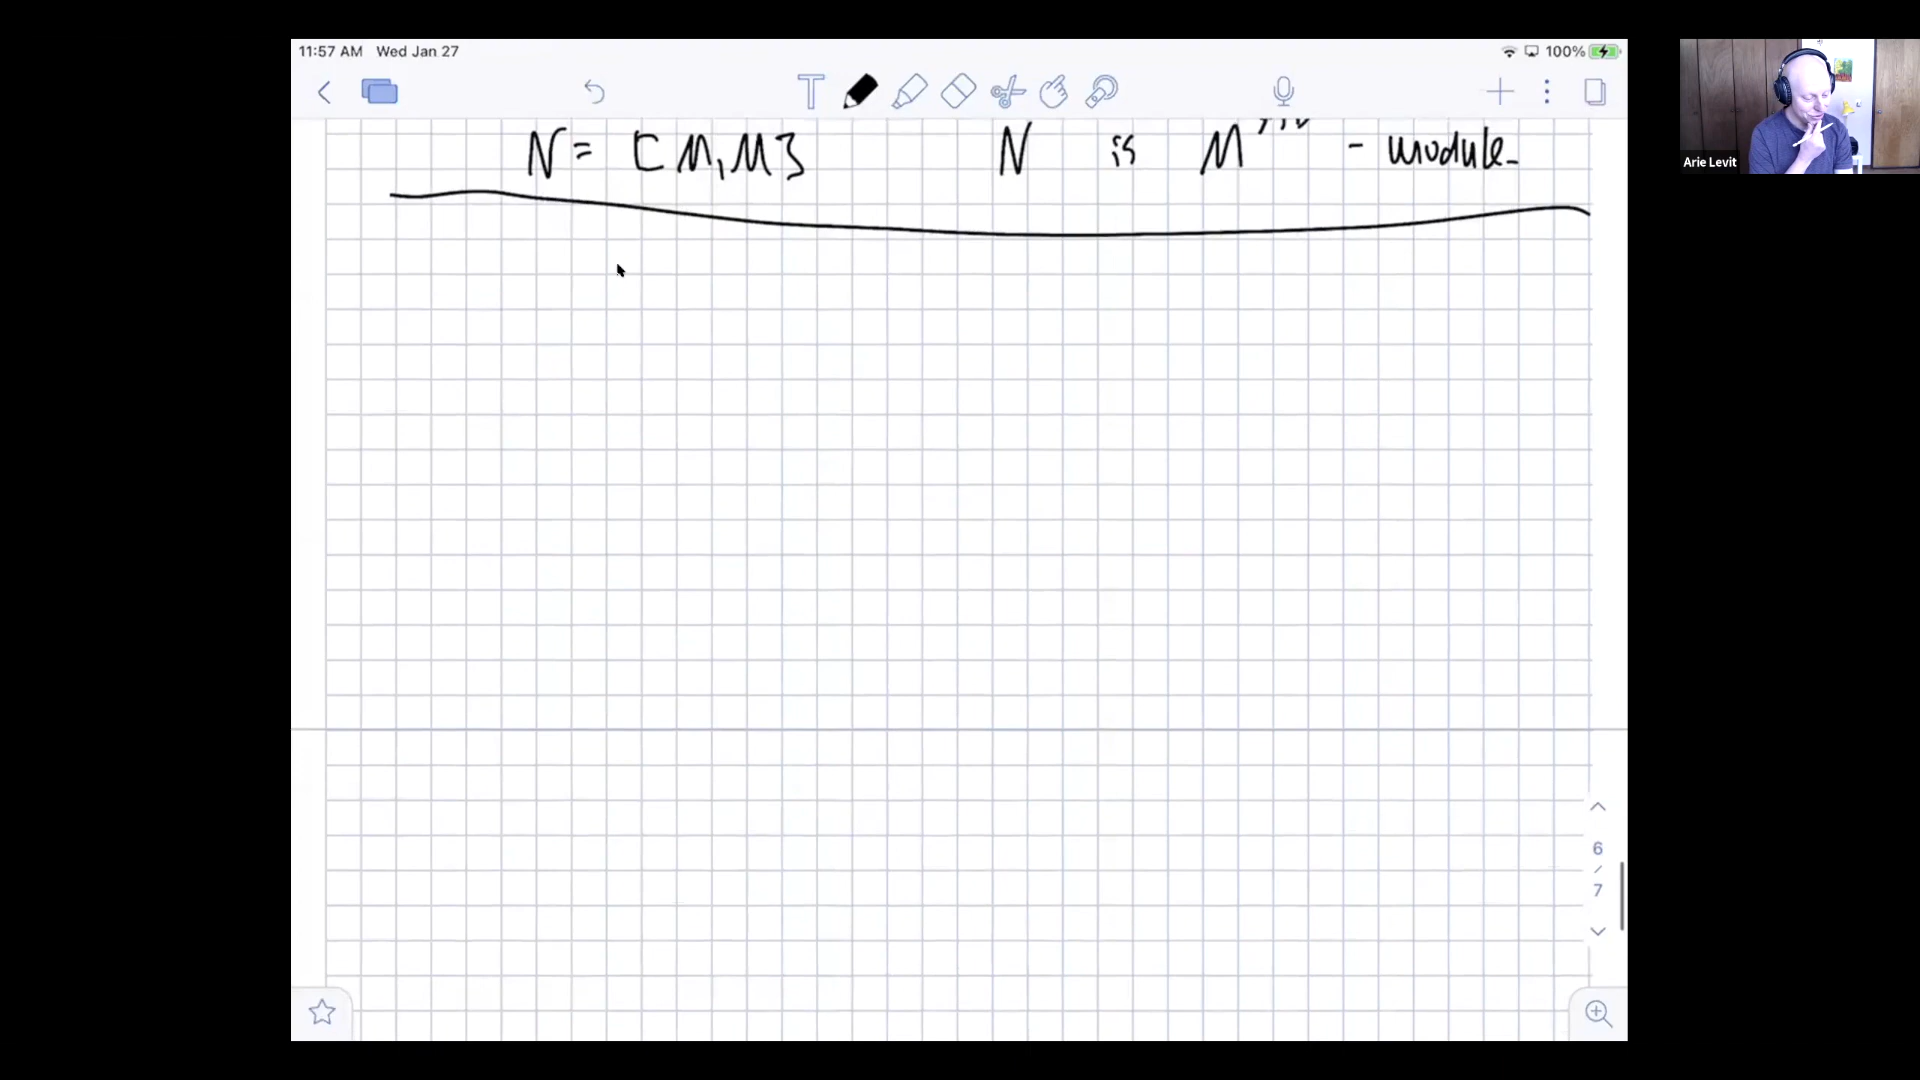 11:57 AM Wed Jan 27
100%
N = [M,M] N is M - module
Arie Levit
6
/
7